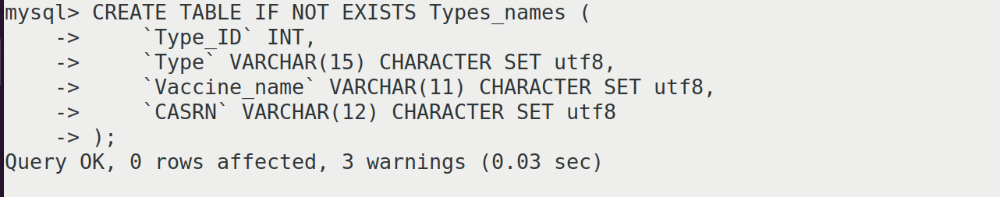 mysql> CREATE TABLE IF NOT EXISTS Types_names (
    ->     `Type_ID` INT,
    ->     `Type` VARCHAR(15) CHARACTER SET utf8,
    ->     `Vaccine_name` VARCHAR(11) CHARACTER SET utf8,
    ->     `CASRN` VARCHAR(12) CHARACTER SET utf8
    -> );
Query OK, 0 rows affected, 3 warnings (0.03 sec)